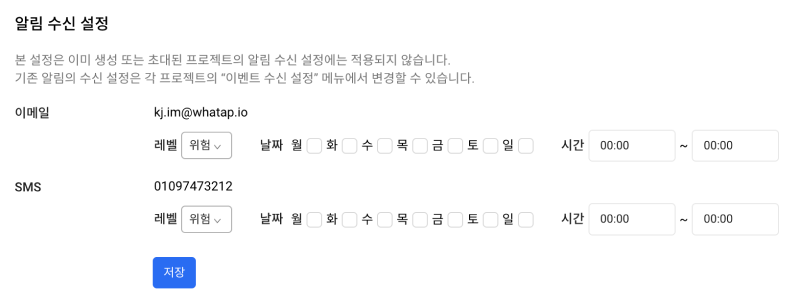 알림 수신 설정
본 설정은 이미 생성 또는 초대된 프로젝트의 알림 수신 설정에는 적용되지 않습니다.
기존 알림의 수신 설정은 각 프로젝트의 "이벤트 수신 설정" 메뉴에서 변경할 수 있습니다.
이메일 kj.im@whatap.io
레벨 위험 날짜 월 화 수 목 금 토 일 시간 00:00 ~ 00:00
SMS 01097473212
레벨 위험 날짜 월 화 수 목 금 토 일 시간 00:00 ~ 00:00
저장